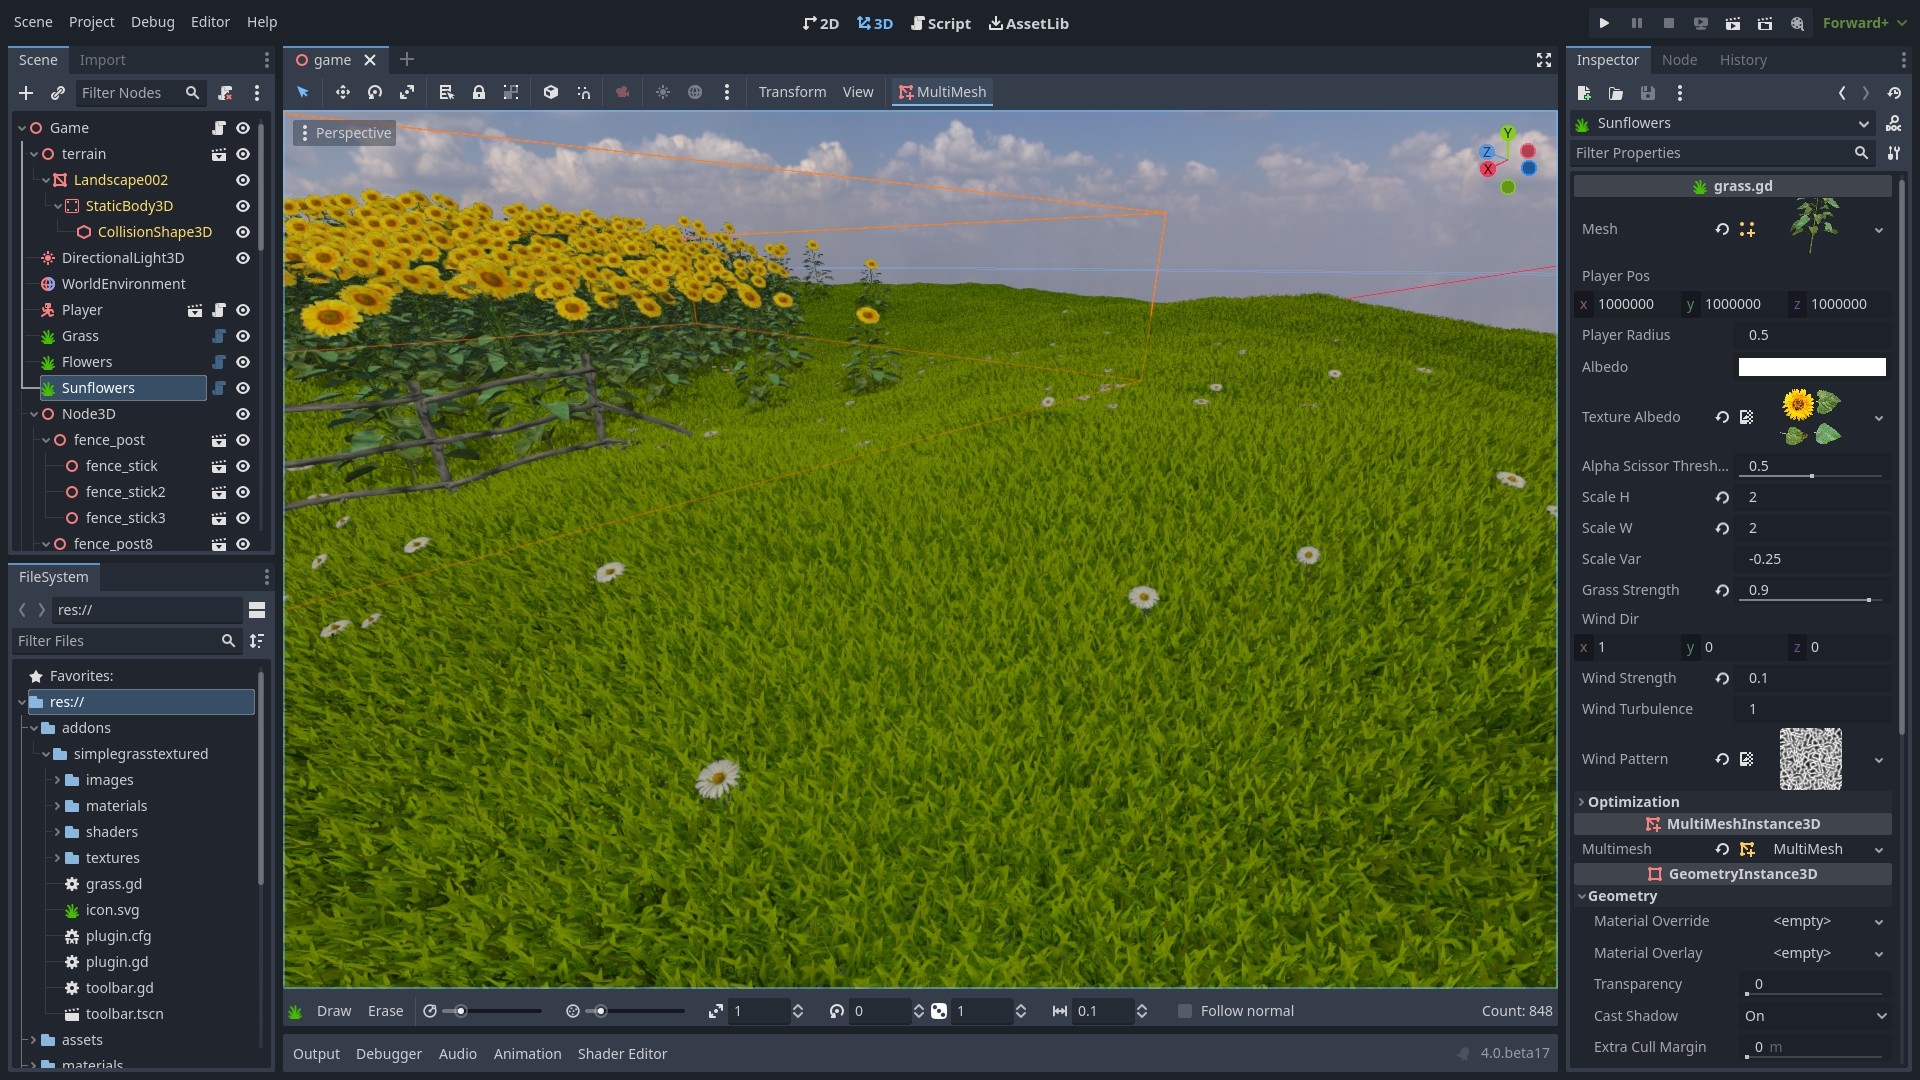 Scene Project Debug Editor Help
2D 3D Script AssetLib
Forward+
Scene Import
Filter Nodes
Game
terrain
Landscape002
StaticBody3D
CollisionShape3D
DirectionalLight3D
WorldEnvironment
Player
Grass
Flowers
Sunflowers
Node3D
fence_post
fence_stick
fence_stick2
fence_stick3
fence_post8
FileSystem
res://
Filter Files
Favorites:
res://
addons
simplegrasstextured
images
materials
shaders
textures
grass.gd
icon.svg
plugin.cfg
plugin.gd
toolbar.gd
toolbar.tscn
assets
materials
game
Transform View MultiMesh
Perspective
Y
Z
X
Draw Erase 1 0 1 0.1 Follow normal Count: 848
Output Debugger Audio Animation Shader Editor 4.0.beta17
Inspector Node History
Sunflowers
DOC
Filter Properties
grass.gd
Mesh
Player Pos
x 1000000 y 1000000 z 1000000
Player Radius 0.5
Albedo
Texture Albedo
Alpha Scissor Thresh... 0.5
Scale H 2
Scale W 2
Scale Var -0.25
Grass Strength 0.9
Wind Dir
x 1 y 0 z 0
Wind Strength 0.1
Wind Turbulence 1
Wind Pattern
Optimization
MultiMeshInstance3D
Multimesh MultiMesh
GeometryInstance3D
Geometry
Material Override <empty>
Material Overlay <empty>
Transparency 0
Cast Shadow On
Extra Cull Margin 0 m